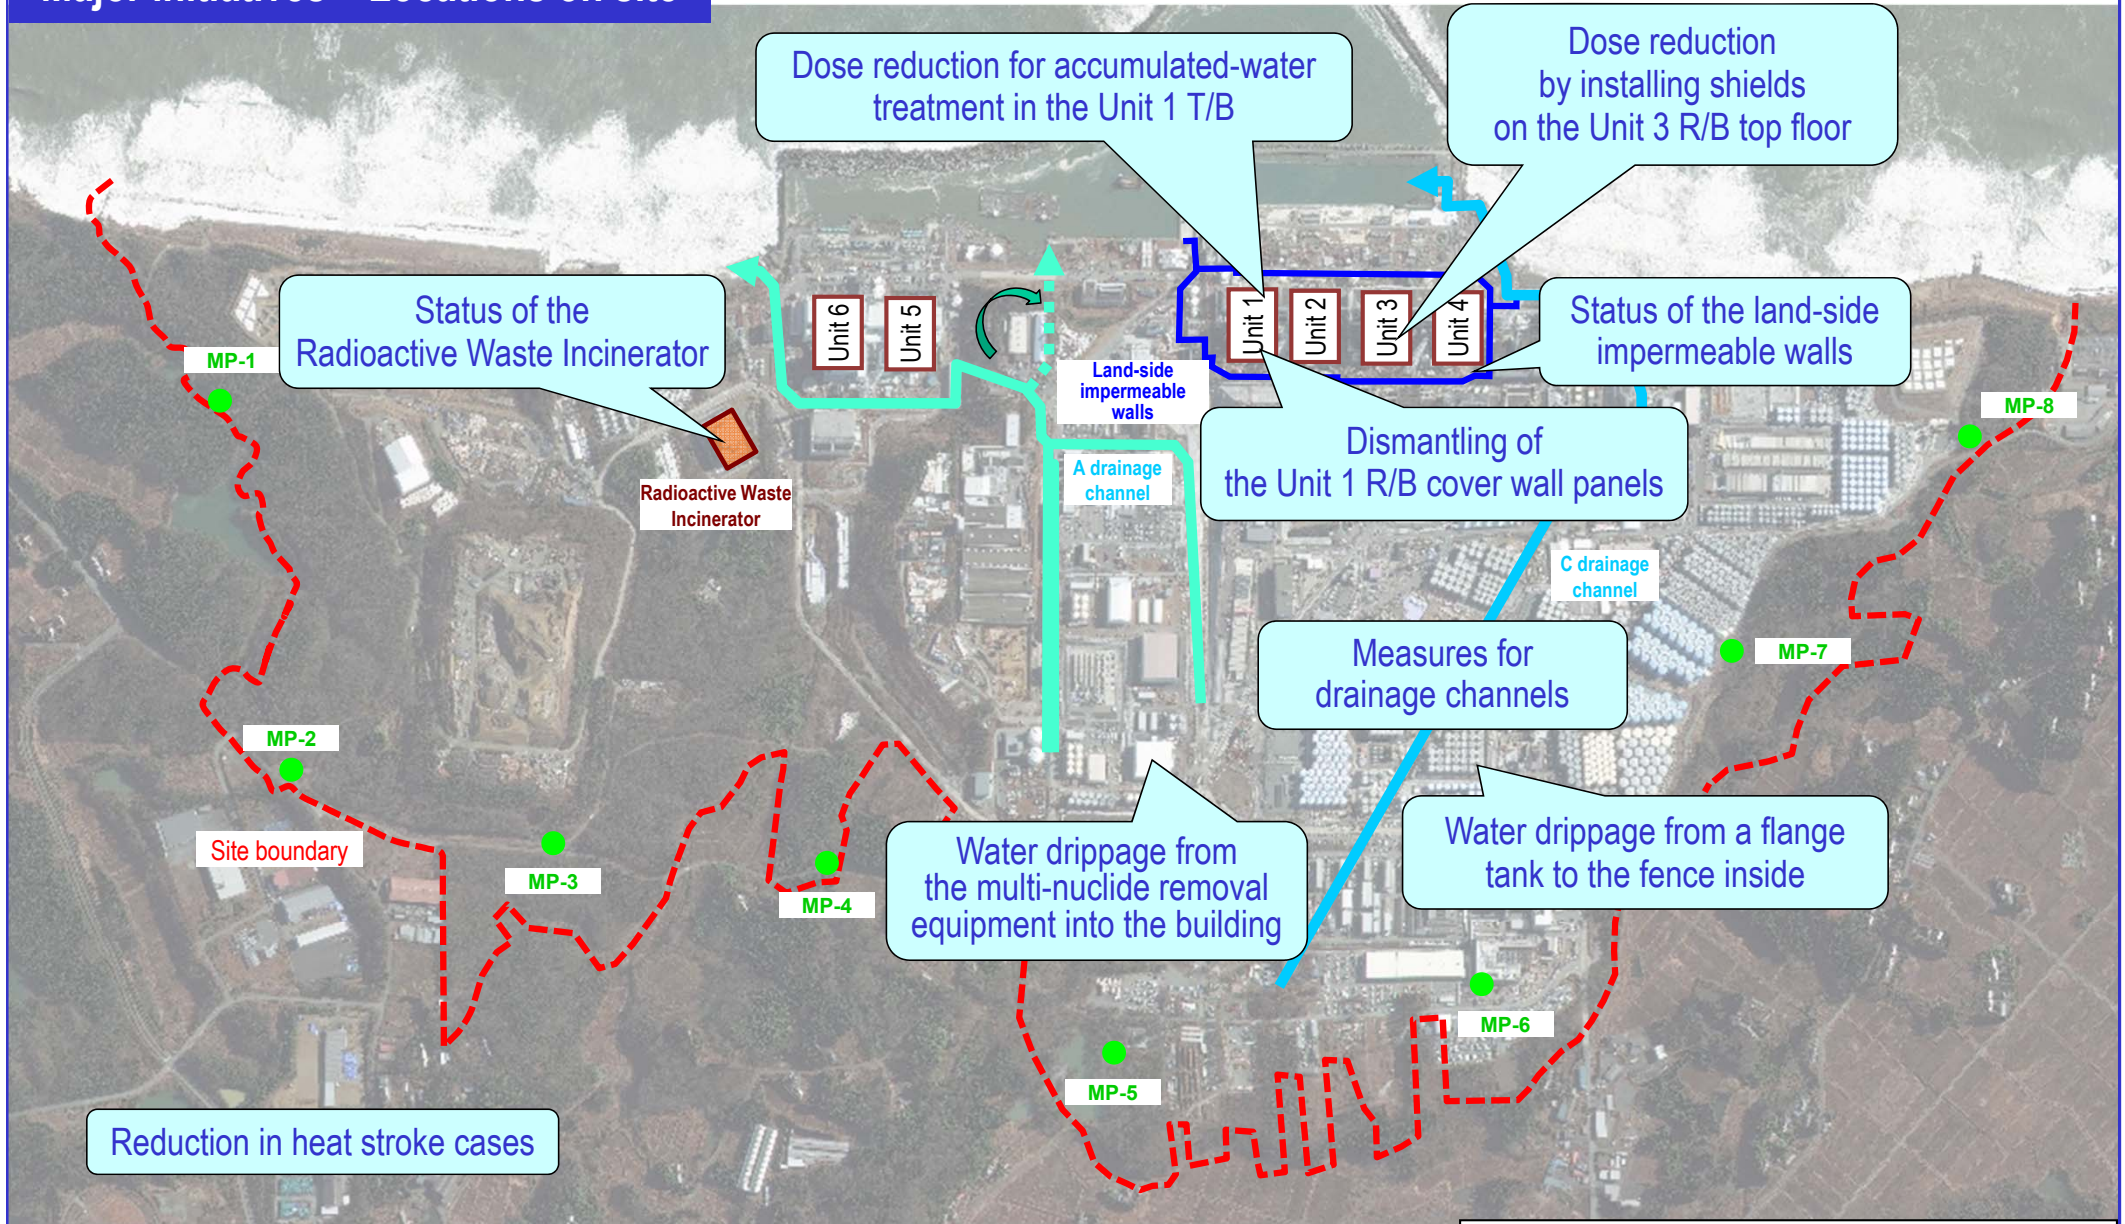 Major Initiatives – Locations on site
Dose reduction for accumulated-water
treatment in the Unit 1 T/B
Dose reduction
by installing shields
on the Unit 3 R/B top floor
Status of the
Radioactive Waste Incinerator
Unit 6
Unit 5
Unit 1
Unit 2
Unit 3
Unit 4
Status of the land-side
impermeable walls
MP-1
Land-side
impermeable
walls
MP-8
Dismantling of
the Unit 1 R/B cover wall panels
A drainage
channel
Radioactive Waste
Incinerator
C drainage
channel
Measures for
drainage channels
MP-7
MP-2
Site boundary
MP-3
MP-4
Water drippage from
the multi-nuclide removal
equipment into the building
Water drippage from a flange
tank to the fence inside
MP-6
MP-5
Reduction in heat stroke cases